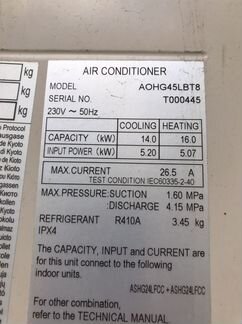 kg
kg
kg
Protocol
de Kyoto
di Kyoto
de Kyoto
AIR CONDITIONER
MODEL AOHG45LBT8
SERIAL NO. T000445
230V ~ 50Hz
COOLING HEATING
CAPACITY (kW) 14.0 16.0
INPUT POWER (kW) 5.20 5.07
MAX.CURRENT 26.5 A
TEST CONDITION IEC60335-2-40
MAX.PRESSURE:SUCTION 1.60 MPa
:DISCHARGE 4.15 MPa
REFRIGERANT R410A 3.45 kg
IPX4
The CAPACITY, INPUT and CURRENT are for
this unit connect to the following
indoor units.
ASHG24LFCC + ASHG24LFCC
For other combination,
refer to the TECHNICAL MANUAL.